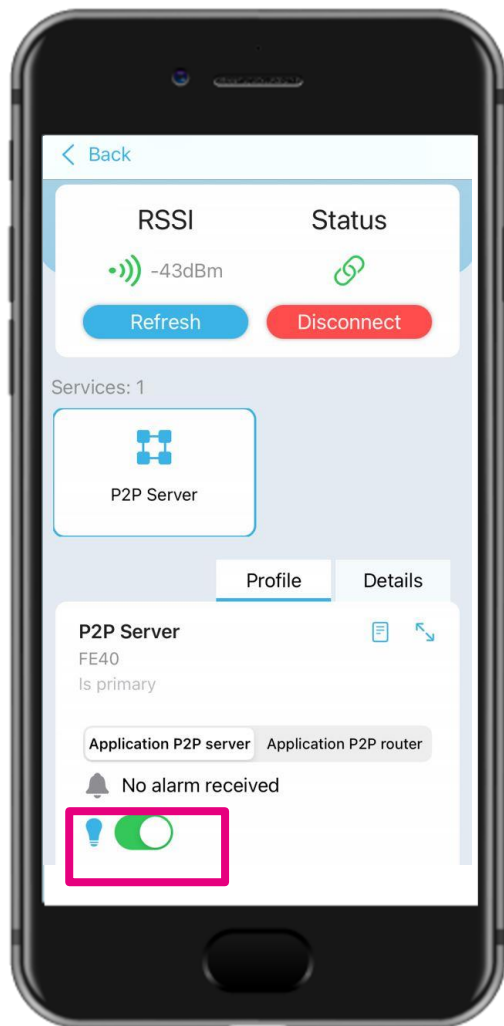 Back
RSSI Status
-43dBm
Refresh Disconnect
Services: 1
P2P Server
Profile Details
P2P Server
FE40
Is primary
Application P2P server Application P2P router
No alarm received